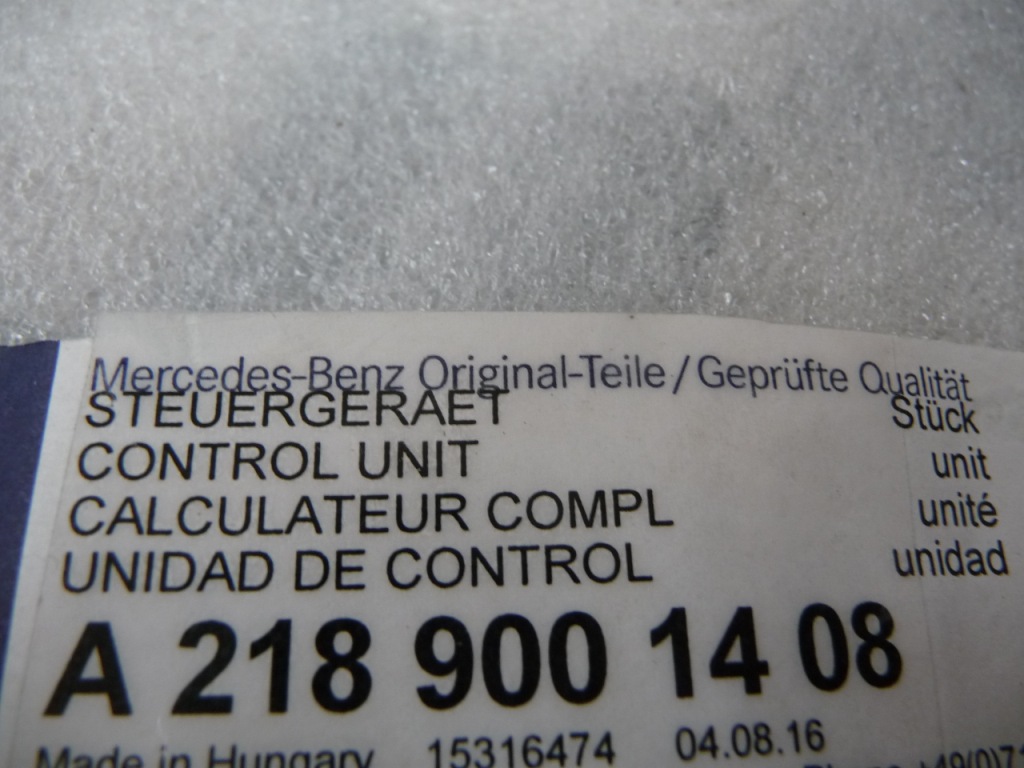 Mercedes-Benz Original-Teile / Geprüfte Qualität
STEUERGERAET Stück
CONTROL UNIT unit
CALCULATEUR COMPL unité
UNIDAD DE CONTROL unidad
A 218 900 14 08
Made in Hungary 15316474 04.08.16